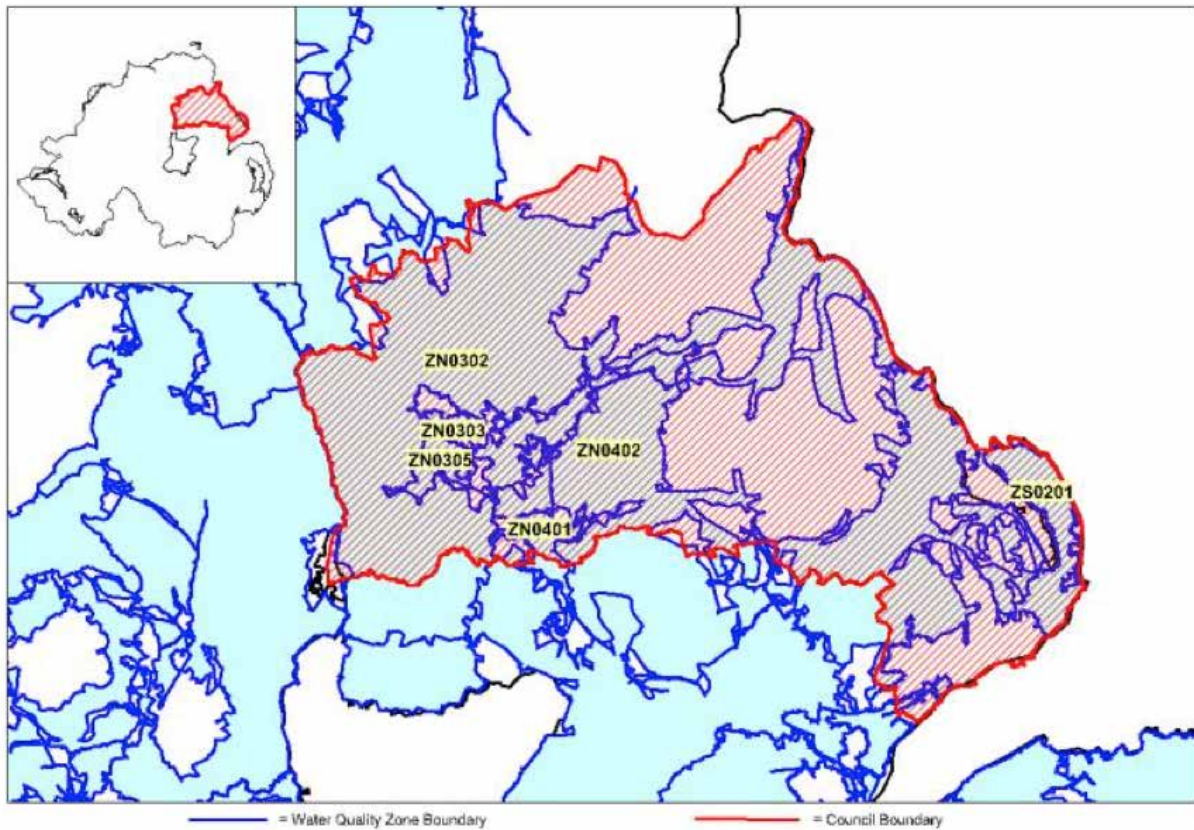 ZN0302
ZN0303
ZN0402
ZN0305
ZS0201
ZN0401
= Water Quality Zone Boundary
= Council Boundary